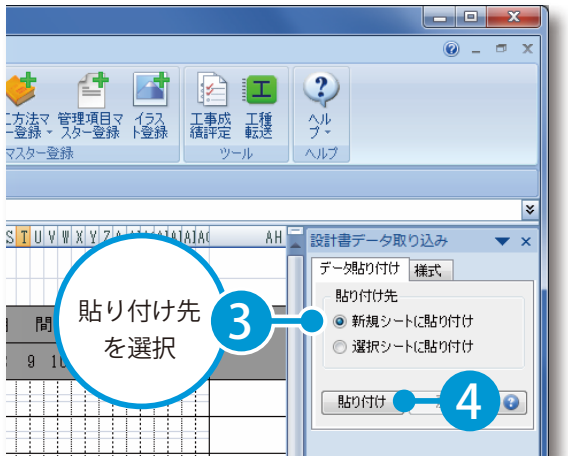 工方法マ 管理項目マ イラス 工事成 工種 ヘル
ー登録 スター登録 ト登録 績評定 転送 プ
マスター登録 ツール ヘルプ
S T U V W X Y Z AH
設計書データ取り込み
データ貼り付け 様式
貼り付け先
新規シートに貼り付け
選択シートに貼り付け
貼り付け
間
9 10
貼り付け先
を選択
3
4